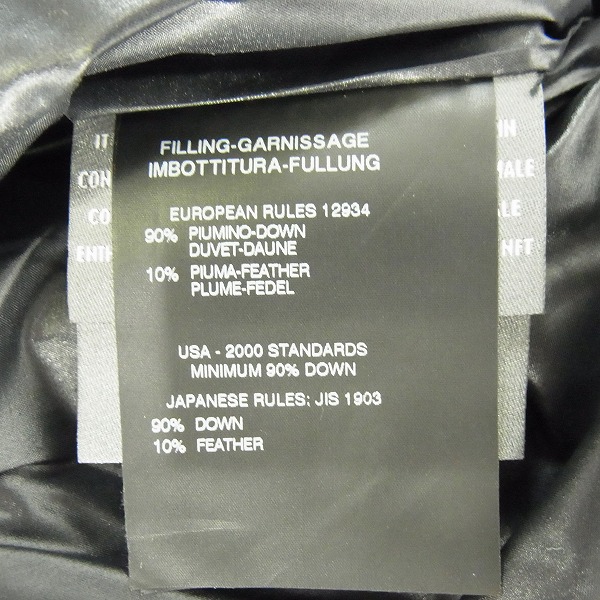 FILLING-GARNISSAGE
IMBOTTITURA-FULLUNG
EUROPEAN RULES 12934
90% PIUMINO-DOWN
DUVET-DAUNE
10% PIUMA-FEATHER
PLUME-FEDEL
USA - 2000 STANDARDS
MINIMUM 90% DOWN
JAPANESE RULES: JIS 1903
90% DOWN
10% FEATHER